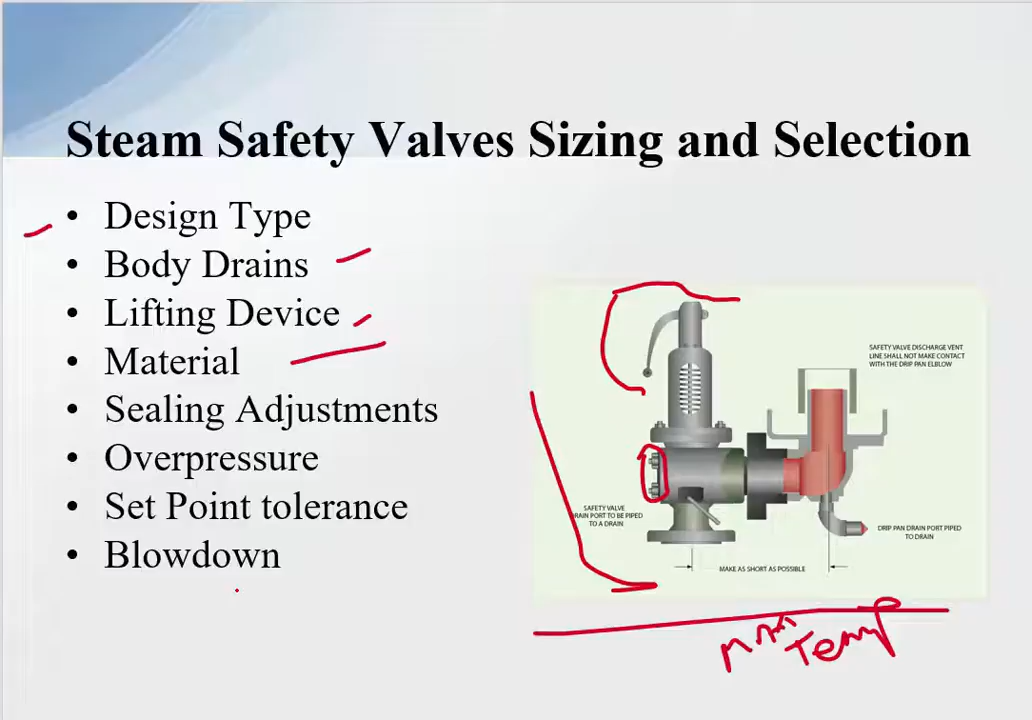 Steam Safety Valves Sizing and Selection
• Design Type
• Body Drains
• Lifting Device
• Material
• Sealing Adjustments
• Overpressure
• Set Point tolerance
• Blowdown
SAFETY VALVE DISCHARGE VENT
LINE SHALL NOT MAKE CONTACT
WITH THE DRIP PAN ELBLOW
SAFETY VALVE
RAIN PORT TO BE PIPED
TO A DRAIN
DRIP PAN DRAIN PORT PIPED
TO DRAIN
MAKE AS SHORT AS POSSIBLE
Temp